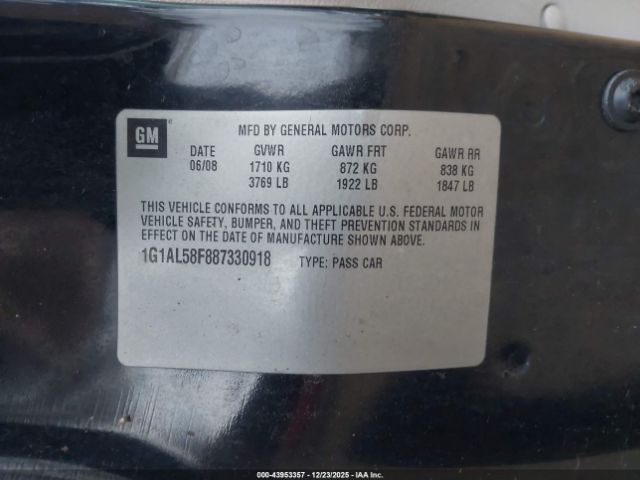 GM
®
MFD BY GENERAL MOTORS CORP.
DATE GVWR GAWR FRT GAWR RR
06/08 1710 KG 872 KG 838 KG
3769 LB 1922 LB 1847 LB
THIS VEHICLE CONFORMS TO ALL APPLICABLE U.S. FEDERAL MOTOR
VEHICLE SAFETY, BUMPER, AND THEFT PREVENTION STANDARDS IN
EFFECT ON THE DATE OF MANUFACTURE SHOWN ABOVE.
1G1AL58F887330918 TYPE: PASS CAR
000-43953357 - 12/23/2025 - IAA Inc.